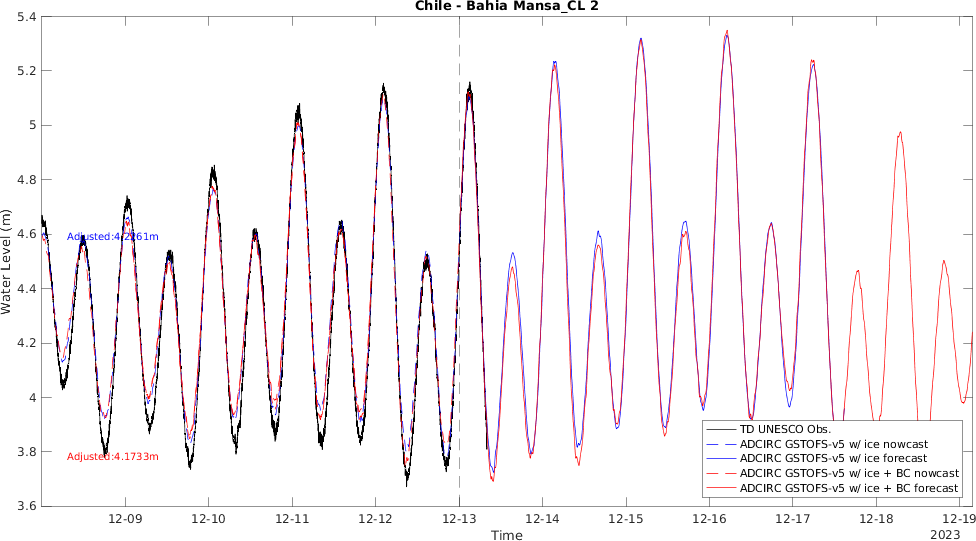 Chile - Bahia Mansa_CL 2
5.4
5.2
5
4.8
4.6
4.4
4.2
4
3.8
3.6
Water Level (m)
Adjusted:4.2261m
Adjusted:4.1733m
TD UNESCO Obs.
ADCIRC GSTOFS-v5 w/ ice nowcast
ADCIRC GSTOFS-v5 w/ ice forecast
ADCIRC GSTOFS-v5 w/ ice + BC nowcast
ADCIRC GSTOFS-v5 w/ ice + BC forecast
12-09
12-10
12-11
12-12
12-13
12-14
12-15
12-16
12-17
12-18
12-19
Time
2023